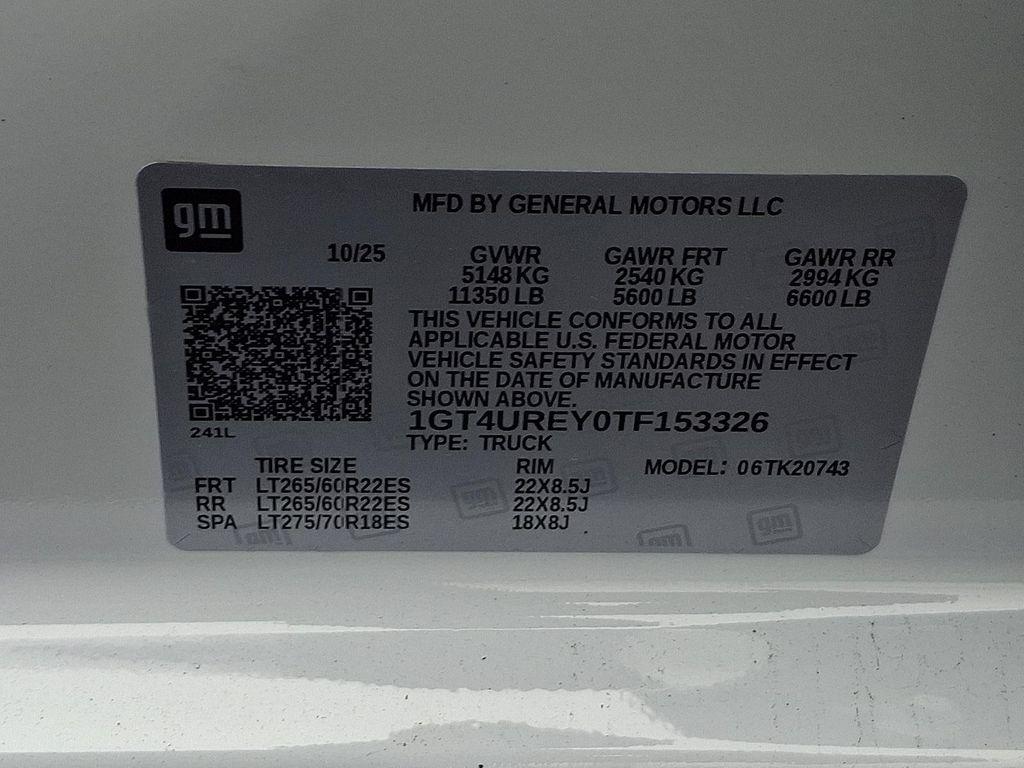 gm
MFD BY GENERAL MOTORS LLC
10/25 GVWR GAWR FRT GAWR RR
5148 KG 2540 KG 2994 KG
11350 LB 5600 LB 6600 LB
THIS VEHICLE CONFORMS TO ALL
APPLICABLE U.S. FEDERAL MOTOR
VEHICLE SAFETY STANDARDS IN EFFECT
ON THE DATE OF MANUFACTURE
SHOWN ABOVE.
1GT4UREY0TF153326
241L
TYPE: TRUCK
TIRE SIZE RIM MODEL: 06TK20743
FRT LT265/60R22ES 22X8.5J
RR LT265/60R22ES 22X8.5J
SPA LT275/70R18ES 18X8J